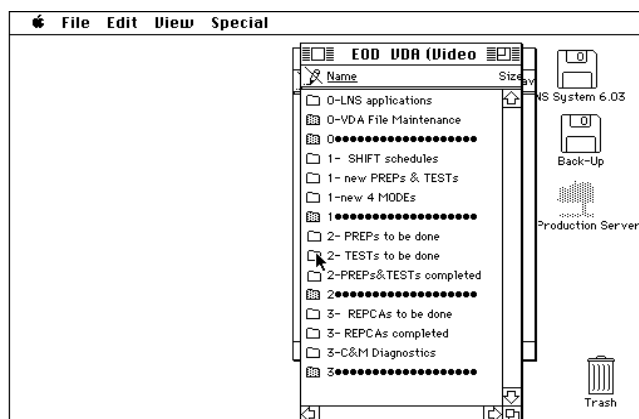 File Edit View Special
EOD VDA (Video
Name Size
0-LNS applications
0-VDA File Maintenance
0●●●●●●●●●●●●●●●●●●●
1- SHIFT schedules
1- new PREPs & TESTs
1-new 4 MODEs
1●●●●●●●●●●●●●●●●●●●
2- PREPs to be done
2- TESTs to be done
2-PREPs&TESTs completed
2●●●●●●●●●●●●●●●●●●●
3- REPCAs to be done
3- REPCAs completed
3-C&M Diagnostics
3●●●●●●●●●●●●●●●●●●●
NS System 6.03
Back-Up
Production Server
Trash